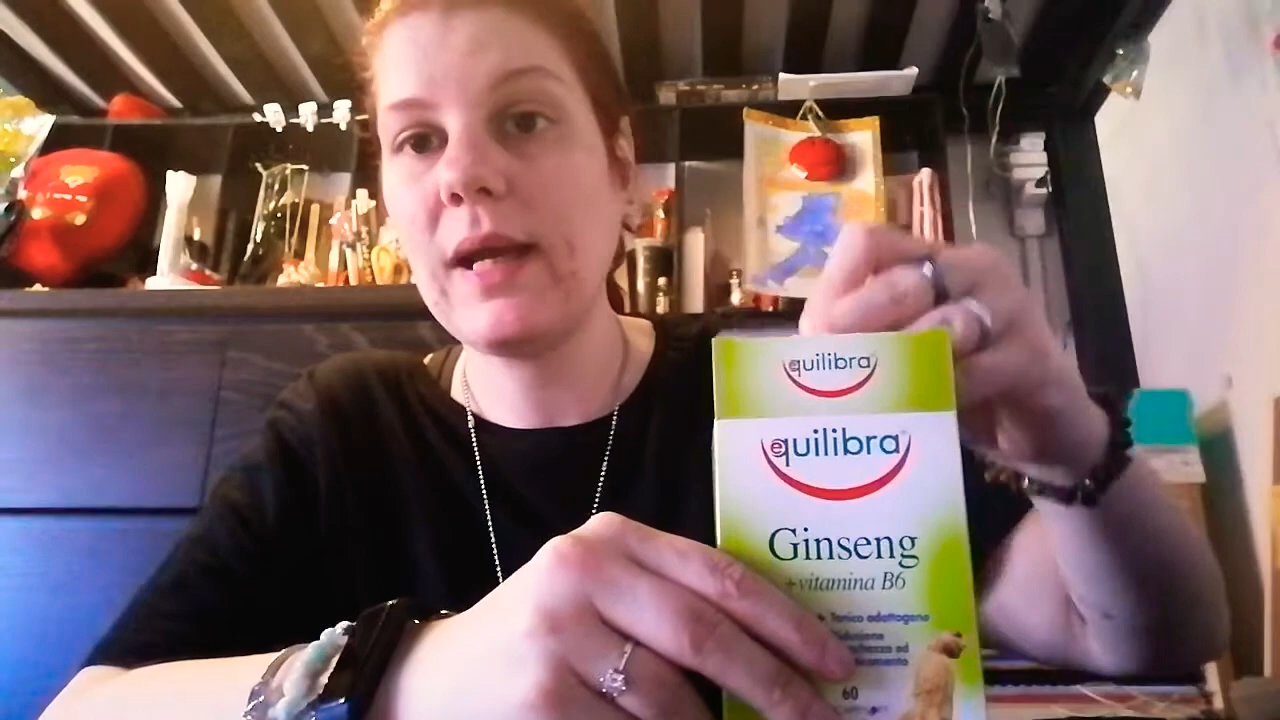 equilibra
equilibra
Ginseng
+vitamina B6
Tonico adattogeno
60